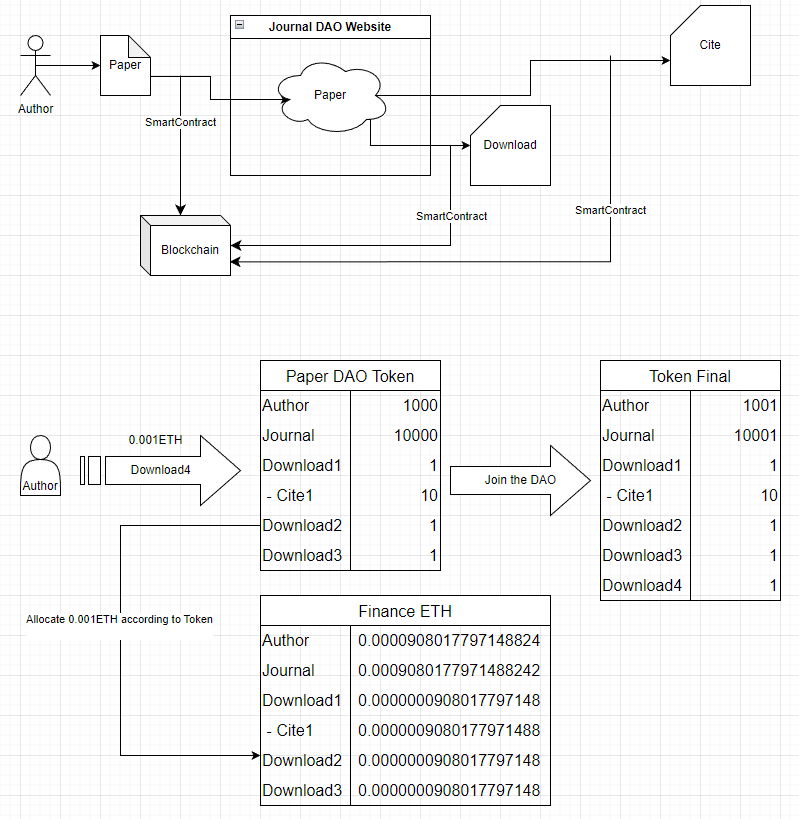 Journal DAO Website
Author
Paper
Paper
Cite
Download
SmartContract
SmartContract
SmartContract
Blockchain
Author
0.001ETH
Download4
Paper DAO Token
Author 1000
Journal 10000
Download1 1
- Cite1 10
Download2 1
Download3 1
Join the DAO
Token Final
Author 1001
Journal 10001
Download1 1
- Cite1 10
Download2 1
Download3 1
Download4 1
Allocate 0.001ETH according to Token
Finance ETH
Author 0.0000908017797148824
Journal 0.0009080177971488242
Download1 0.0000000908017797148
- Cite1 0.0000009080177971488
Download2 0.0000000908017797148
Download3 0.0000000908017797148